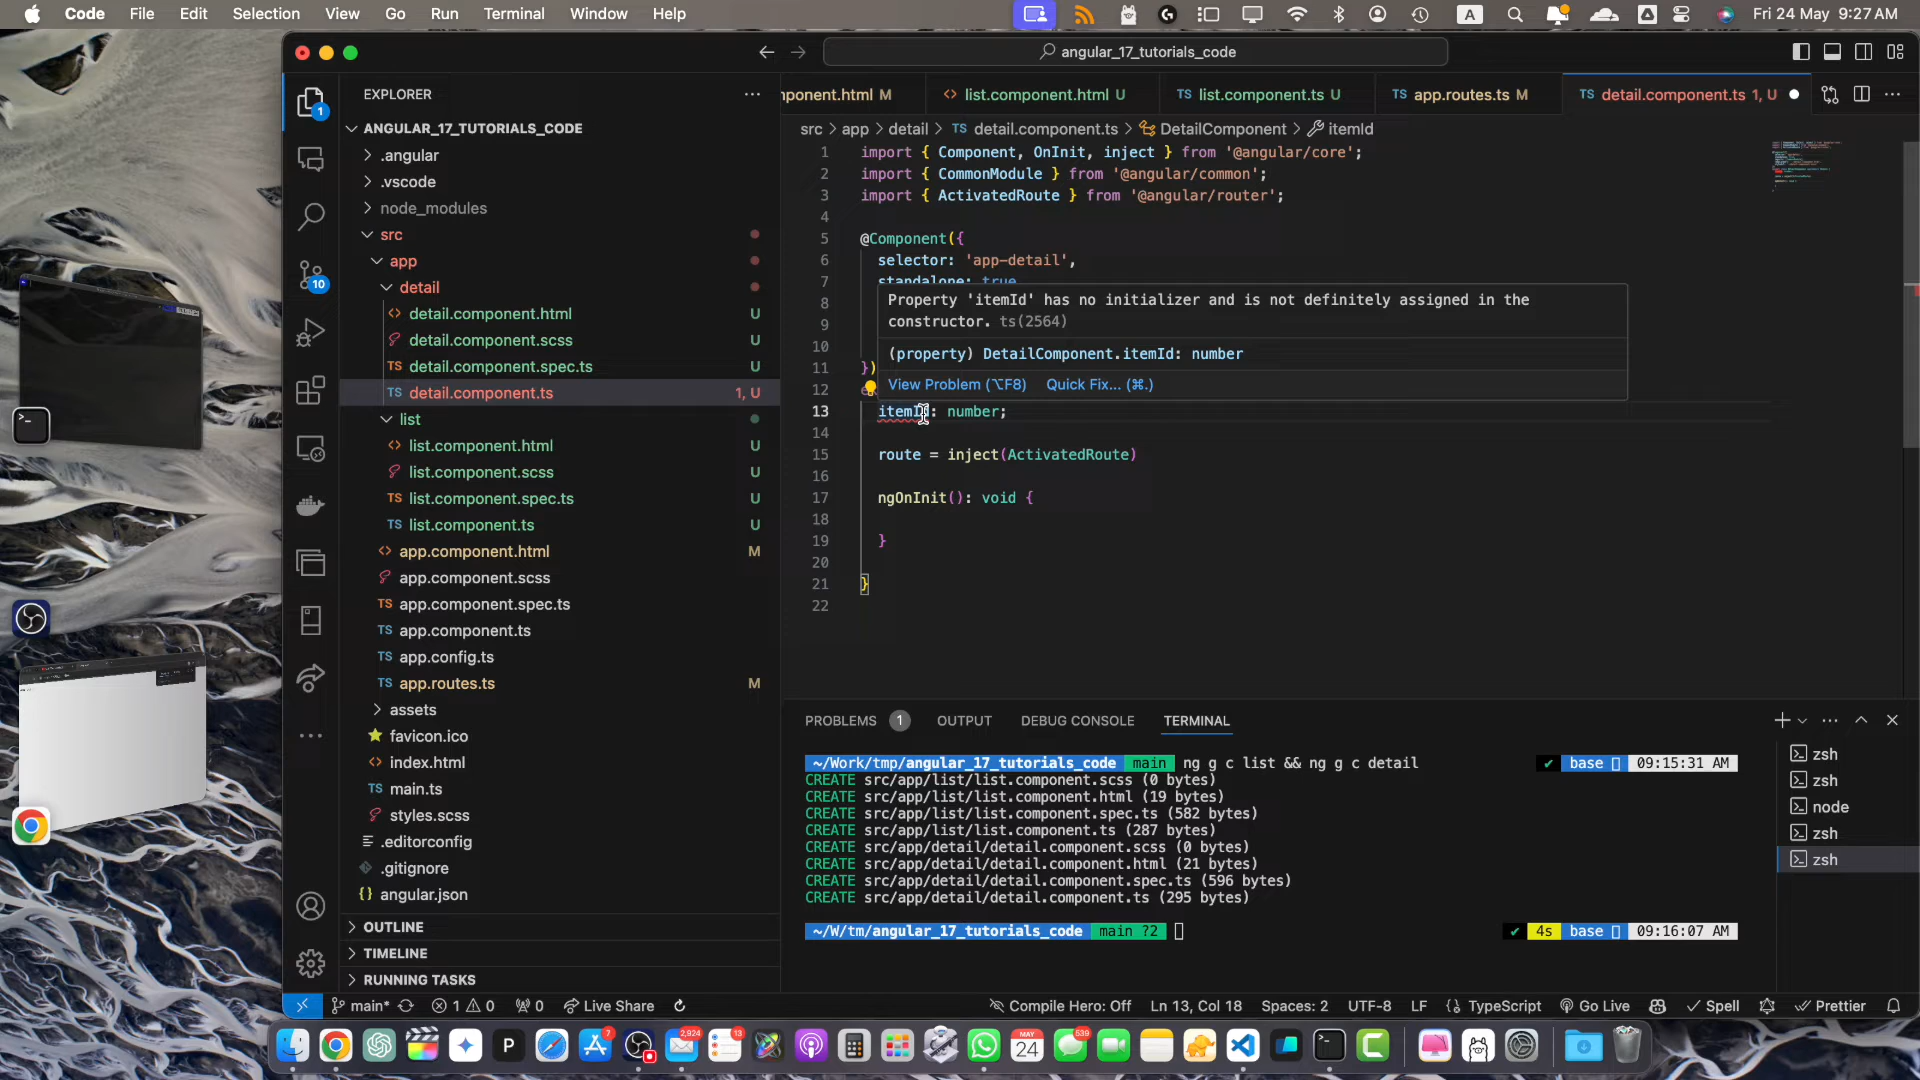 Code File Edit Selection View Go Run Terminal Window Help
A
Fri 24 May 9:27 AM
angular_17_tutorials_code
EXPLORER
ANGULAR_17_TUTORIALS_CODE
.angular
.vscode
node_modules
src
app
detail
detail.component.html U
detail.component.scss U
detail.component.spec.ts U
detail.component.ts 1, U
list
list.component.html U
list.component.scss U
list.component.spec.ts U
list.component.ts U
app.component.html M
app.component.scss
app.component.spec.ts
app.component.ts
app.config.ts
app.routes.ts M
assets
favicon.ico
index.html
main.ts
styles.scss
.editorconfig
.gitignore
angular.json
OUTLINE
TIMELINE
RUNNING TASKS
1
10
ponent.html M
list.component.html U
list.component.ts U
app.routes.ts M
detail.component.ts 1, U
src > app > detail > TS detail.component.ts > DetailComponent > itemId
1 import { Component, OnInit, inject } from '@angular/core';
2 import { CommonModule } from '@angular/common';
3 import { ActivatedRoute } from '@angular/router';
4
5 @Component({
6 selector: 'app-detail',
7 standalone: true
8
9
10
11 })
12
Property 'itemId' has no initializer and is not definitely assigned in the
constructor. ts(2564)
(property) DetailComponent.itemId: number
View Problem (⌥F8) Quick Fix... (⌘.)
13 itemId: number;
14
15 route = inject(ActivatedRoute)
16
17 ngOnInit(): void {
18
19 }
20
21 }
22
PROBLEMS 1 OUTPUT DEBUG CONSOLE TERMINAL
~/Work/tmp/angular_17_tutorials_code main ng g c list && ng g c detail ✔ base 09:15:31 AM
CREATE src/app/list/list.component.scss (0 bytes)
CREATE src/app/list/list.component.html (19 bytes)
CREATE src/app/list/list.component.spec.ts (582 bytes)
CREATE src/app/list/list.component.ts (287 bytes)
CREATE src/app/detail/detail.component.scss (0 bytes)
CREATE src/app/detail/detail.component.html (21 bytes)
CREATE src/app/detail/detail.component.spec.ts (596 bytes)
CREATE src/app/detail/detail.component.ts (295 bytes)
~/W/tm/angular_17_tutorials_code main ?2 ✔ 4s base 09:16:07 AM
zsh
zsh
node
zsh
zsh
main* 1 0 0 Live Share Compile Hero: Off Ln 13, Col 18 Spaces: 2 UTF-8 LF {} TypeScript Go Live Spell Prettier
7 2,924 13 MAY 24 539